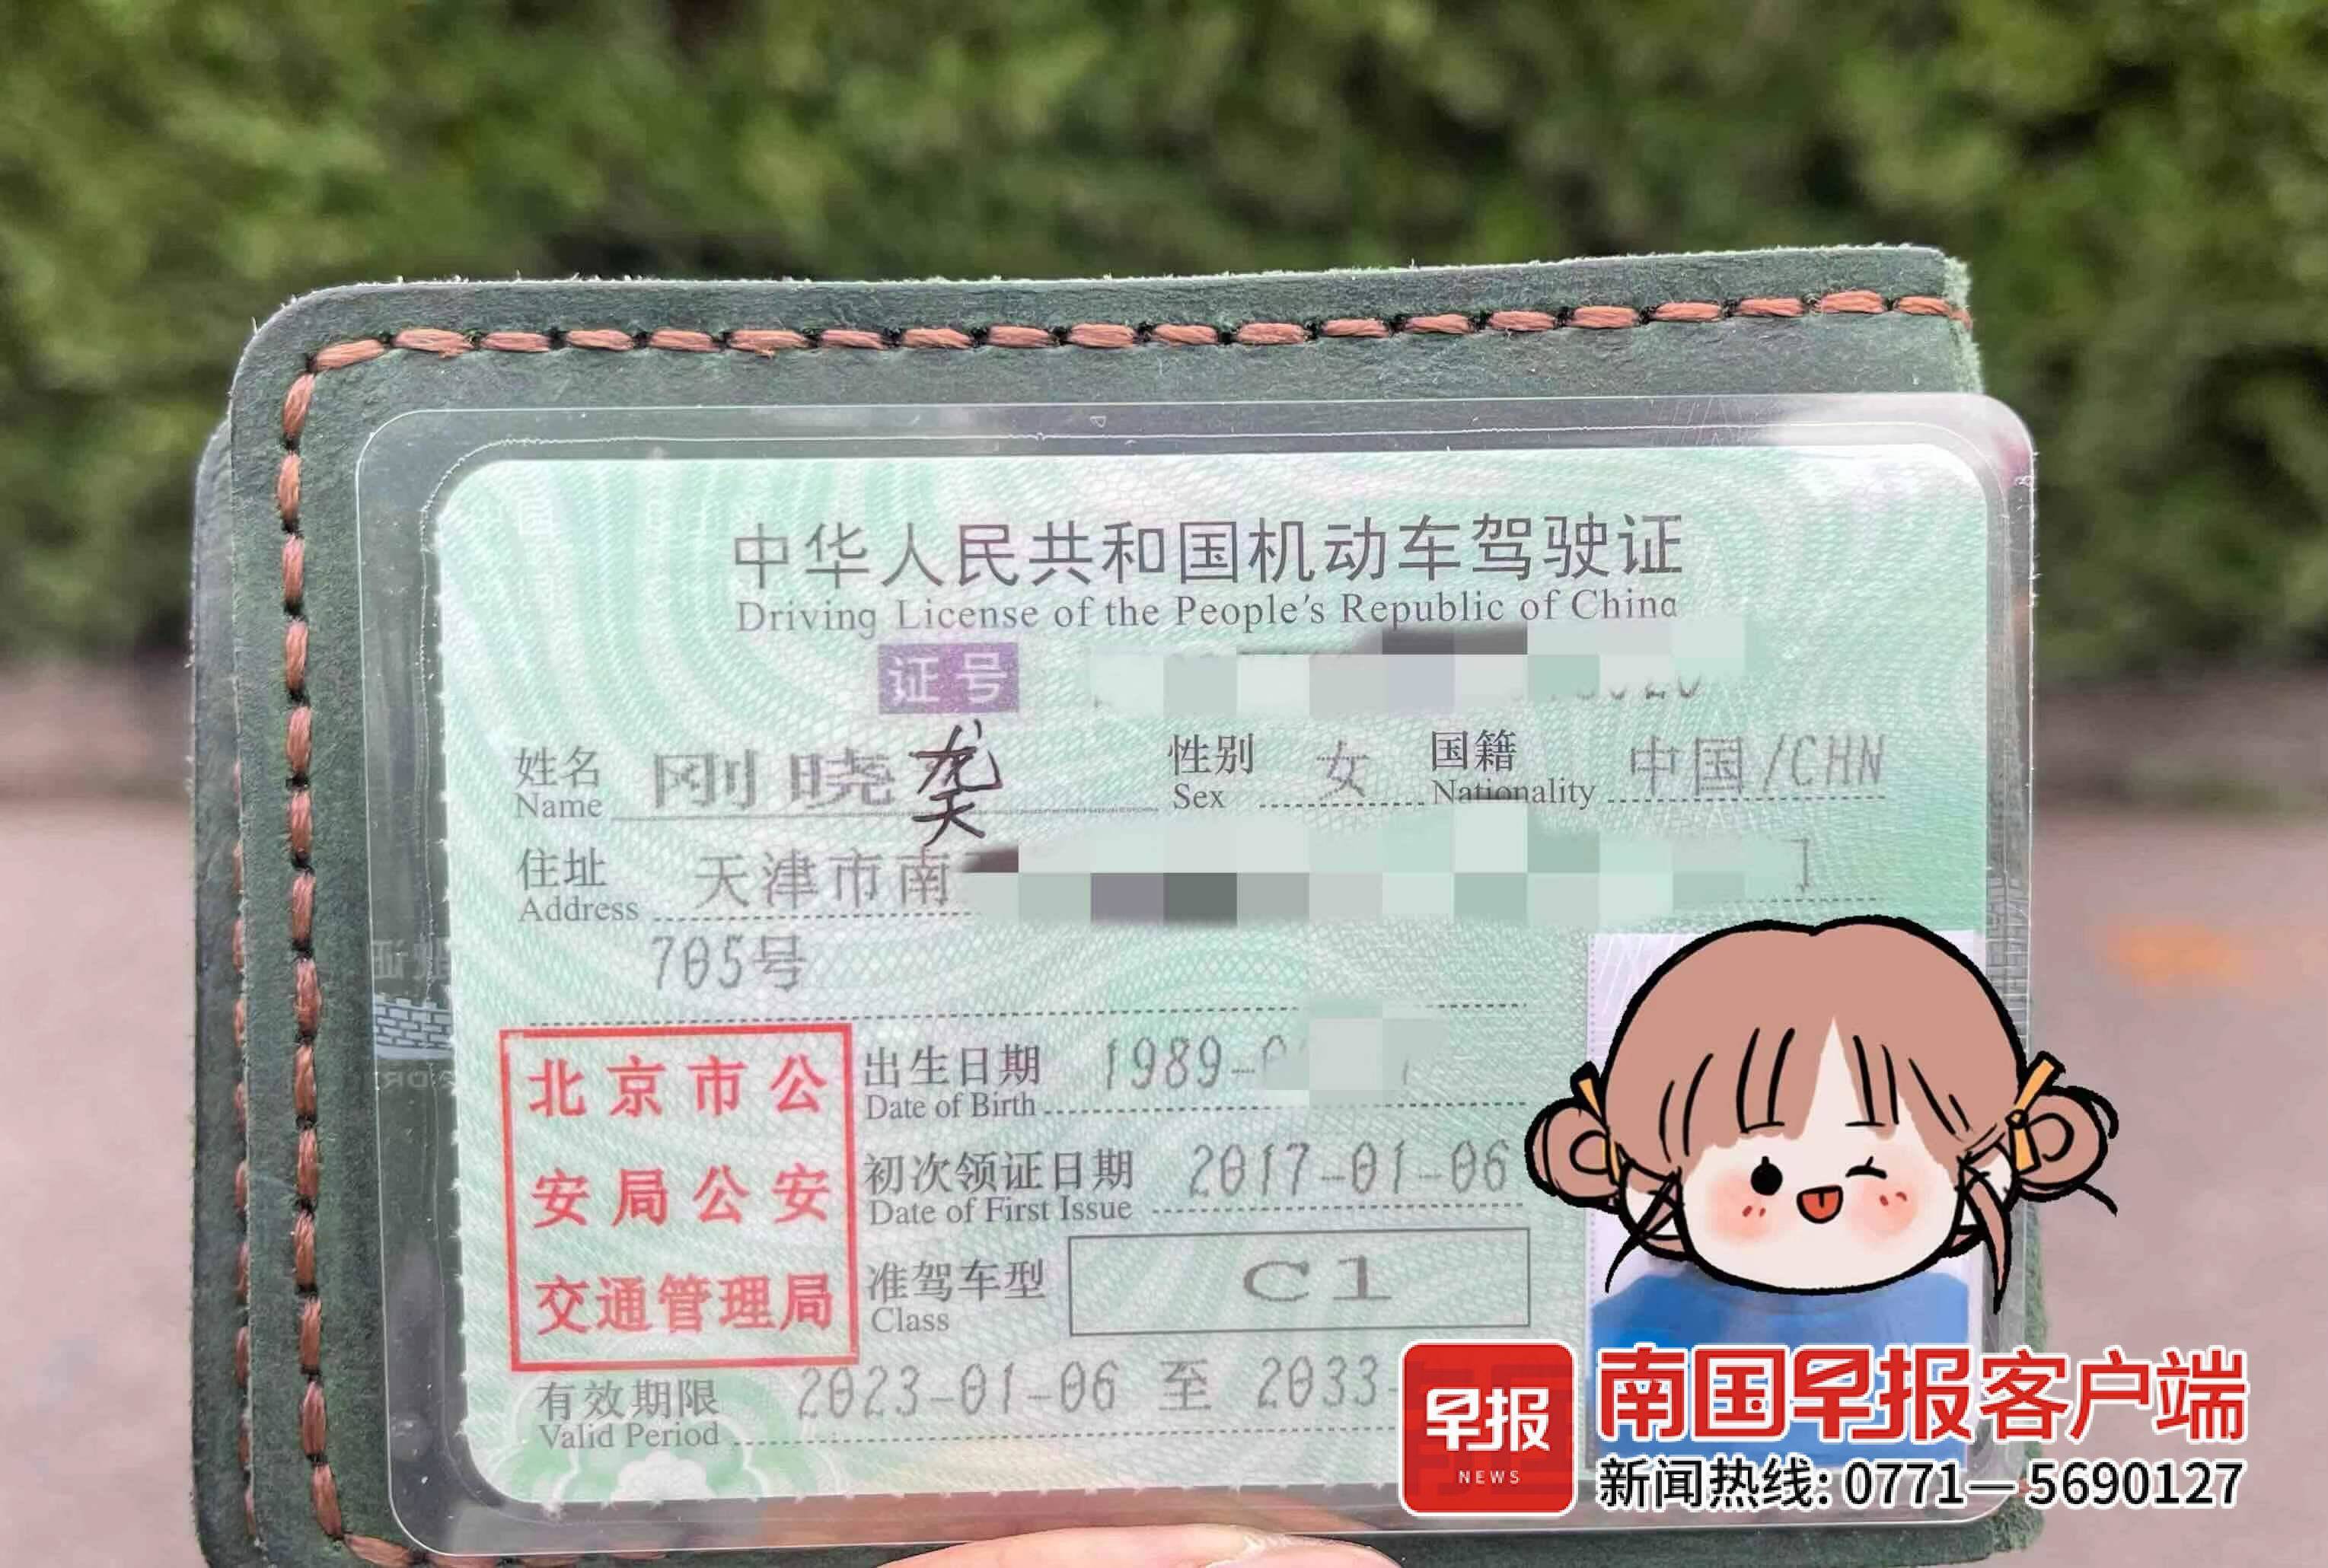 中华人民共和国机动车驾驶证
Driving License of the People's Republic of China
证号
姓名 刚晓䶮 性别 女 国籍 中国/CHN
Name Sex Nationality
住址 天津市南
Address
705号
北京市公
安局公安
交通管理局
出生日期 1989-0
Date of Birth
初次领证日期 2017-01-06
Date of First Issue
准驾车型 C1
Class
有效期限 2023-01-06 至 2033-
Valid Period
早报
NEWS
南国早报客户端
新闻热线: 0771—5690127